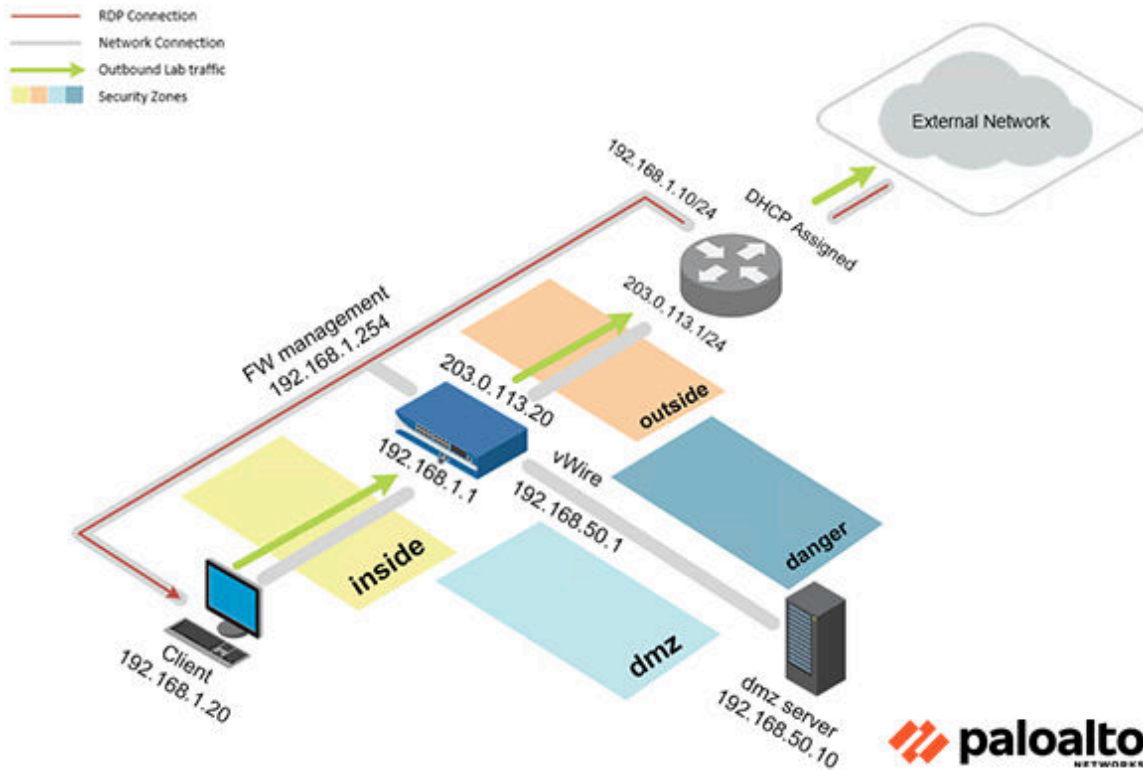 RDP Connection
Network Connection
Outbound Lab traffic
Security Zones
External Network
192.168.1.10/24
DHCP Assigned
203.0.113.1/24
FW management
192.168.1.254
203.0.113.20
outside
192.168.1.1
vWire
192.168.50.1
danger
inside
dmz
Client
192.168.1.20
dmz server
192.168.50.10
paloalto
NETWORKS